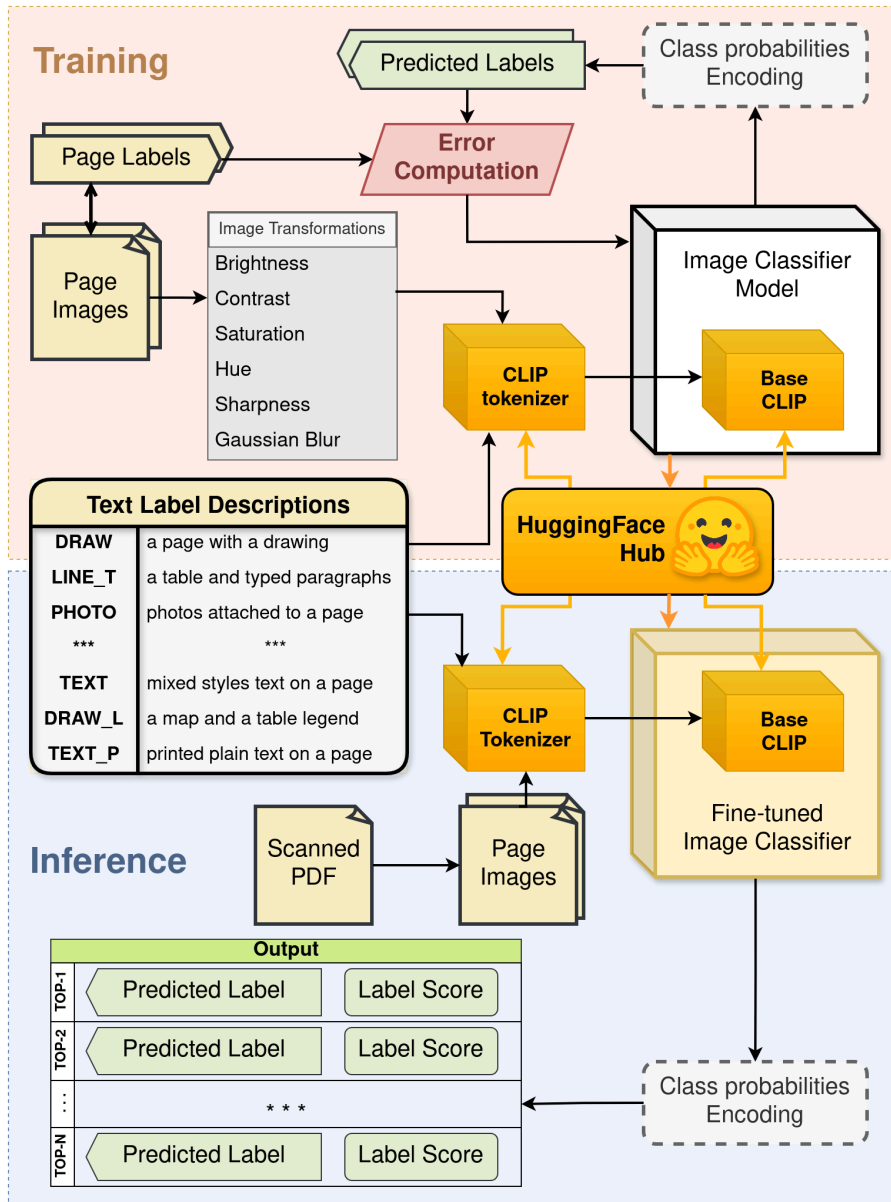 Training
Predicted Labels
Class probabilities
Encoding
Page Labels
Error
Computation
Page
Images
Image Transformations
Brightness
Contrast
Saturation
Hue
Sharpness
Gaussian Blur
Image Classifier
Model
CLIP
tokenizer
Base
CLIP
HuggingFace
Hub
Text Label Descriptions
DRAW a page with a drawing
LINE_T a table and typed paragraphs
PHOTO photos attached to a page
*** ***
TEXT mixed styles text on a page
DRAW_L a map and a table legend
TEXT_P printed plain text on a page
CLIP
Tokenizer
Base
CLIP
Fine-tuned
Image Classifier
Inference
Scanned
PDF
Page
Images
Output
TOP-1 Predicted Label Label Score
TOP-2 Predicted Label Label Score
... * * *
TOP-N Predicted Label Label Score
Class probabilities
Encoding